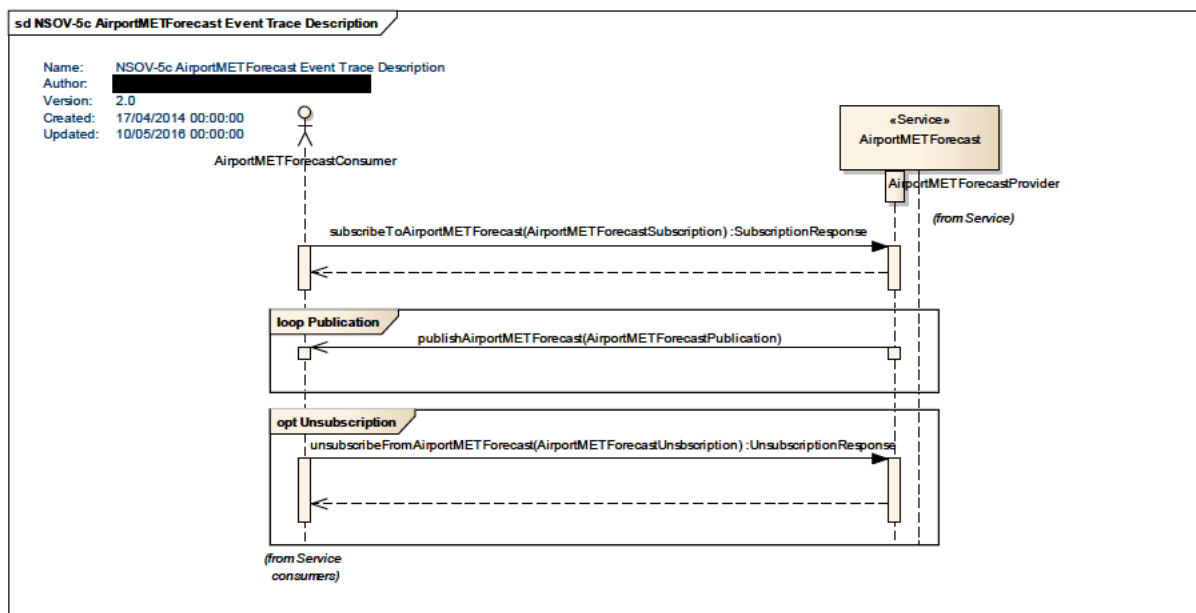 sd NSOV-5c AirportMETForecast Event Trace Description
Name: NSOV-5c AirportMETForecast Event Trace Description
Author:
Version: 2.0
Created: 17/04/2014 00:00:00
Updated: 10/05/2016 00:00:00
«Service»
AirportMETForecast
AirportMETForecastConsumer
AirportMETForecastProvider
(from Service)
subscribeToAirportMETForecast(AirportMETForecastSubscription) :SubscriptionResponse
loop Publication
publishAirportMETForecast(AirportMETForecastPublication)
opt Unsubscription
unsubscribeFromAirportMETForecast(AirportMETForecastUnsbscription) :UnsubscriptionResponse
(from Service
consumers)